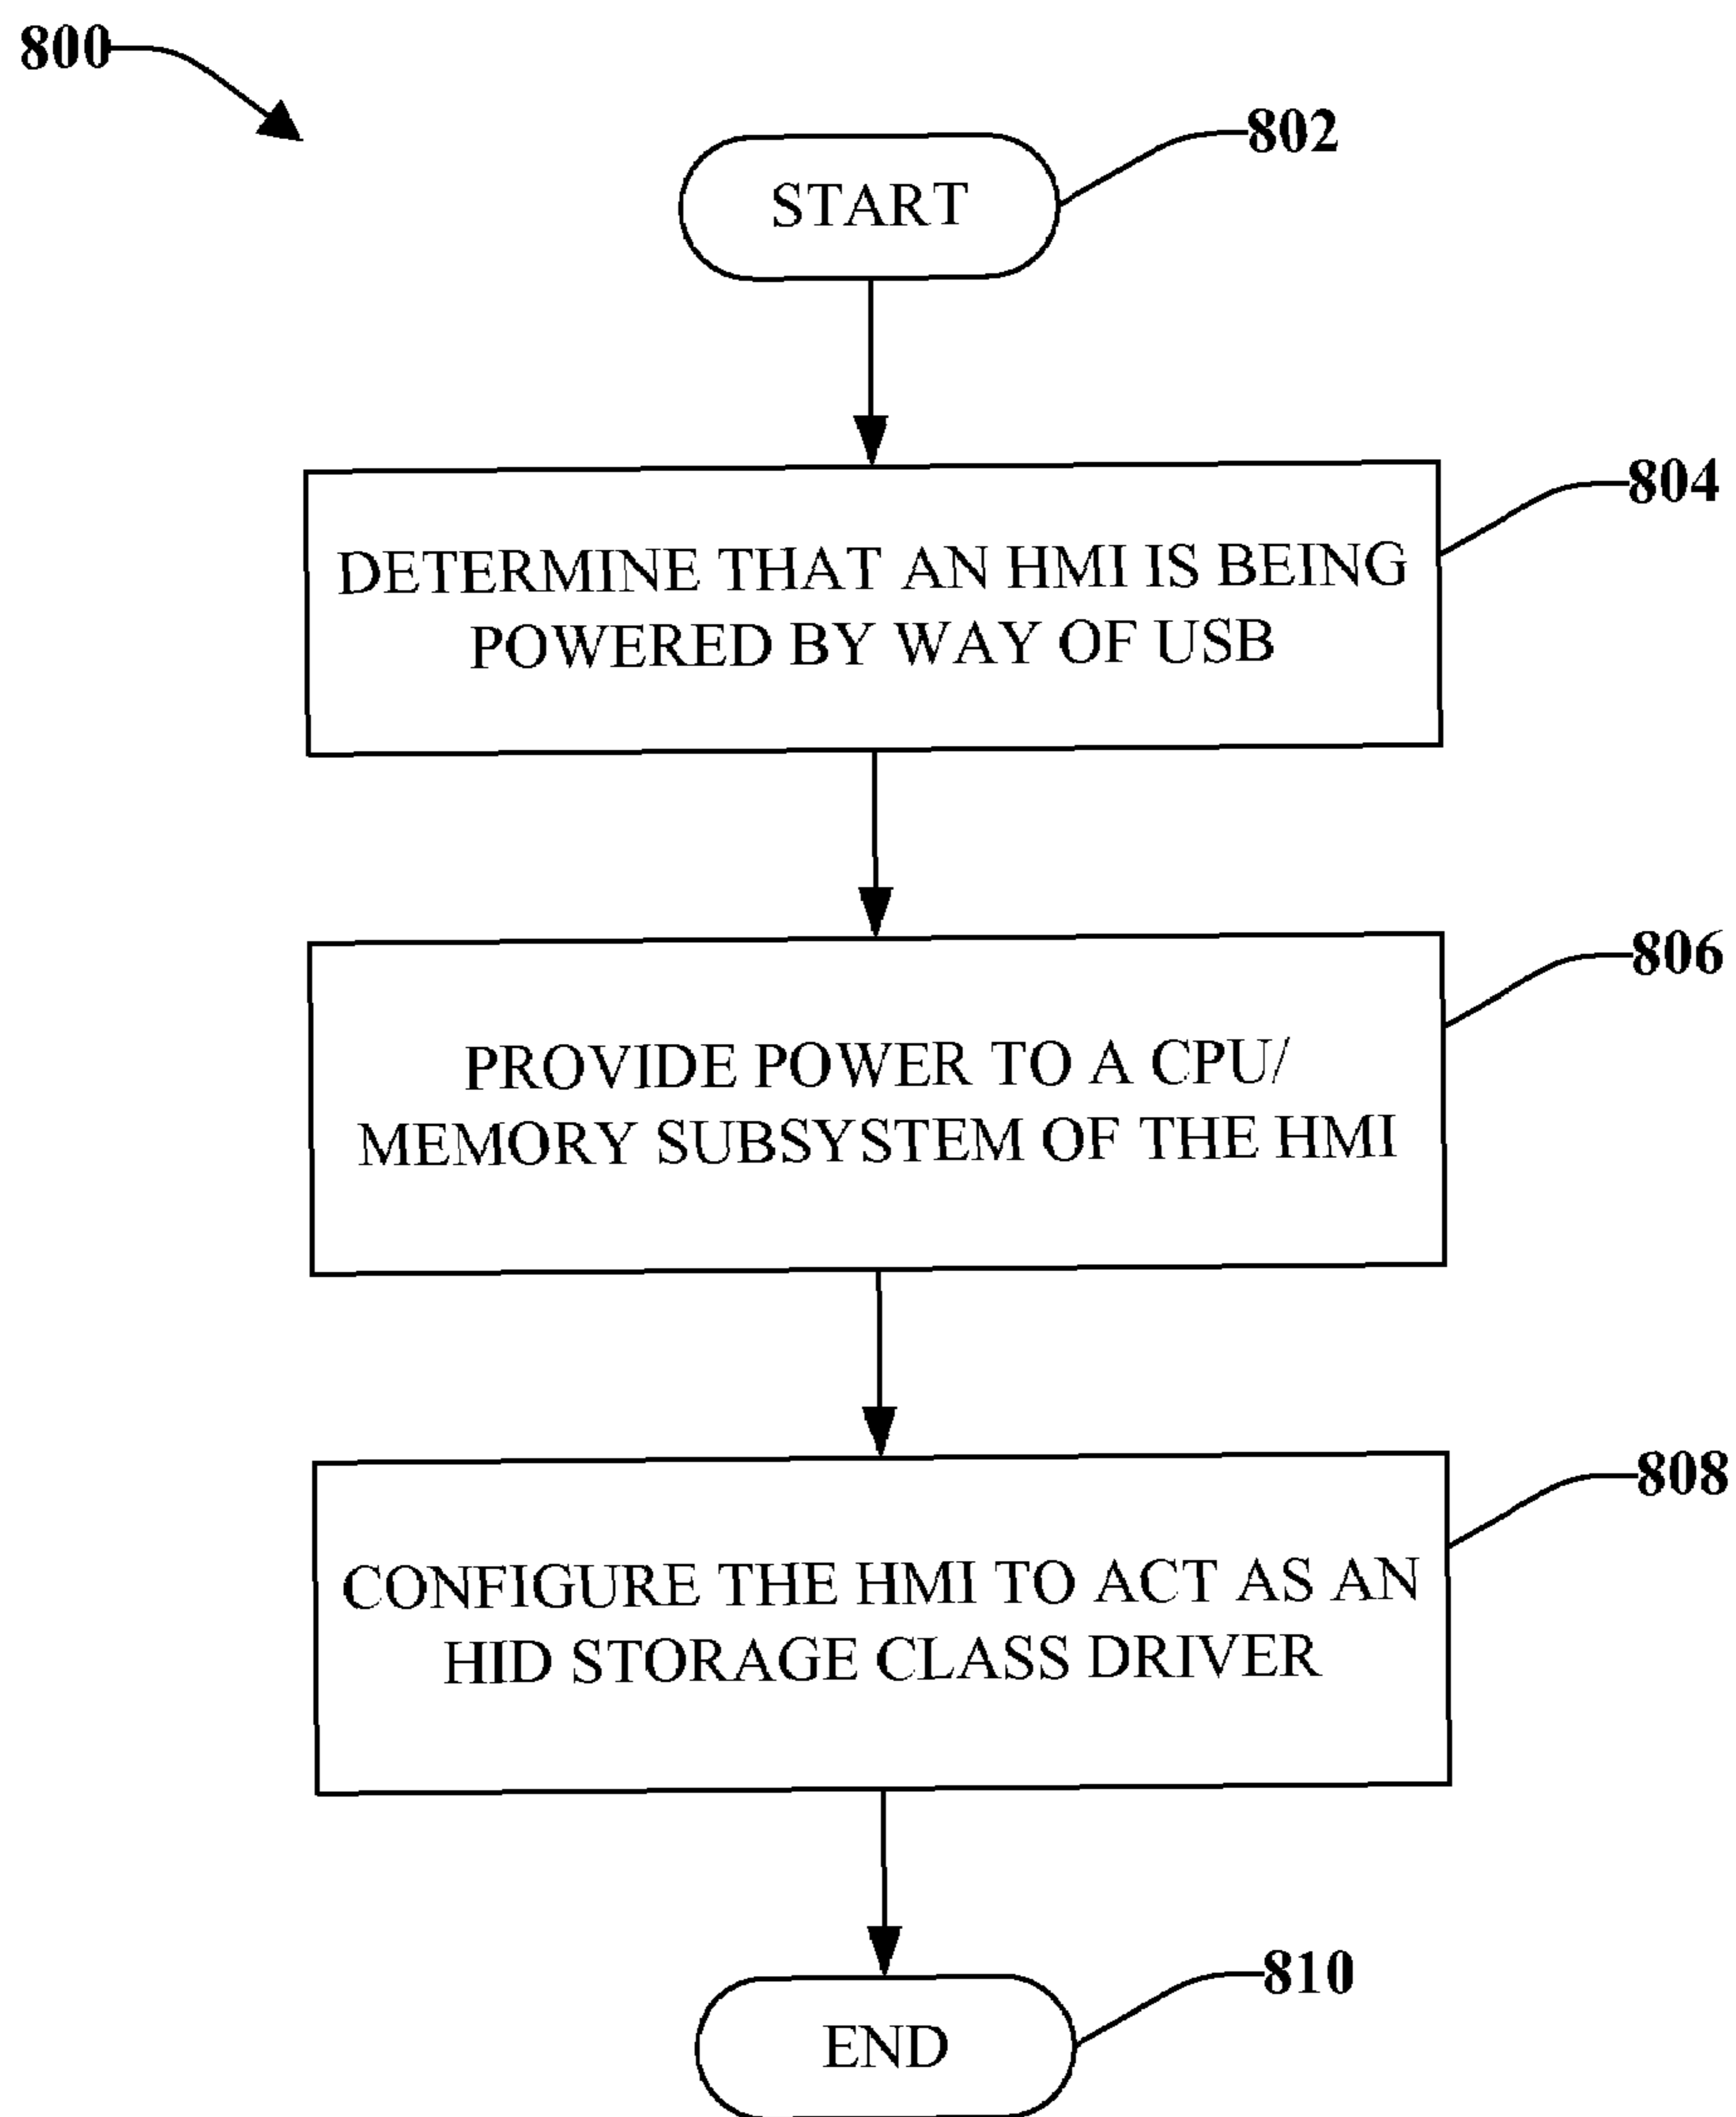 800
802
START
804
DETERMINE THAT AN HMI IS BEING
POWERED BY WAY OF USB
806
PROVIDE POWER TO A CPU/
MEMORY SUBSYSTEM OF THE HMI
808
CONFIGURE THE HMI TO ACT AS AN
HID STORAGE CLASS DRIVER
810
END